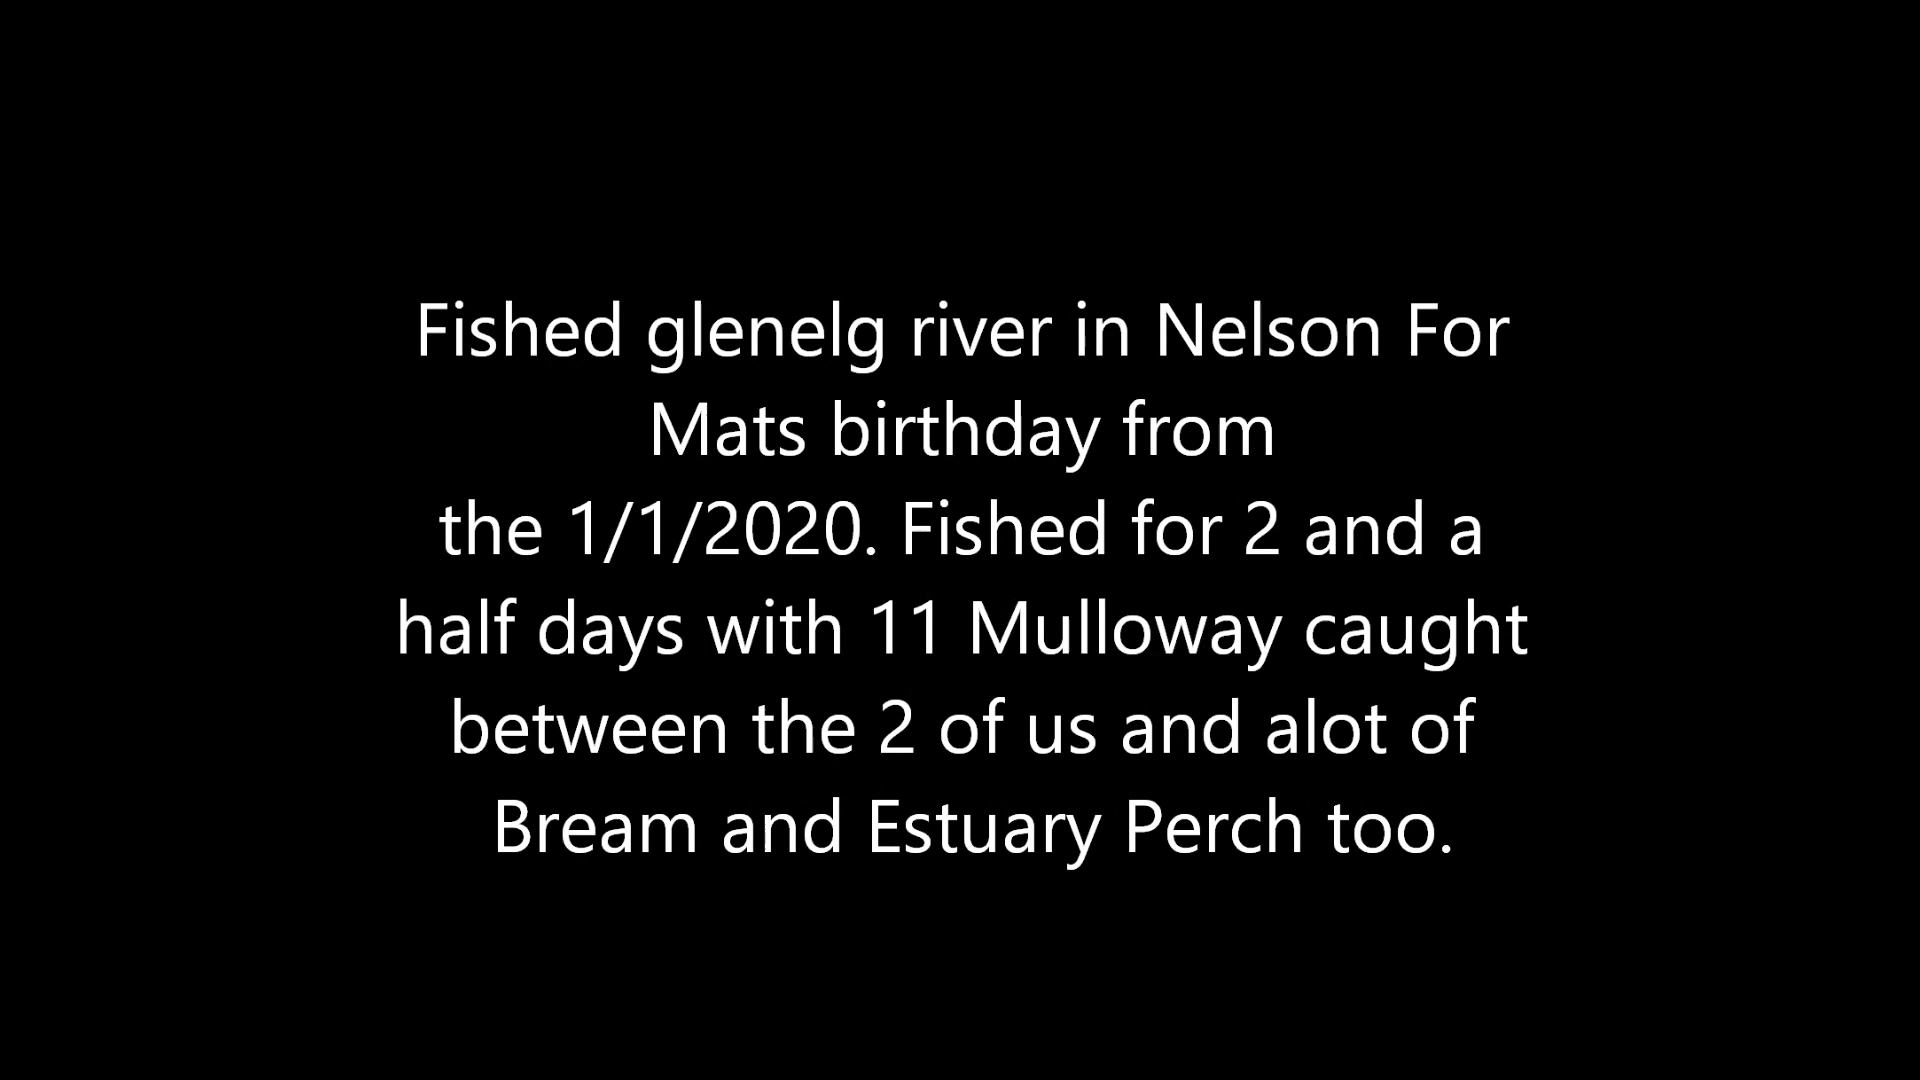 Fished glenelg river in Nelson For
Mats birthday from
the 1/1/2020. Fished for 2 and a
half days with 11 Mulloway caught
between the 2 of us and alot of
Bream and Estuary Perch too.